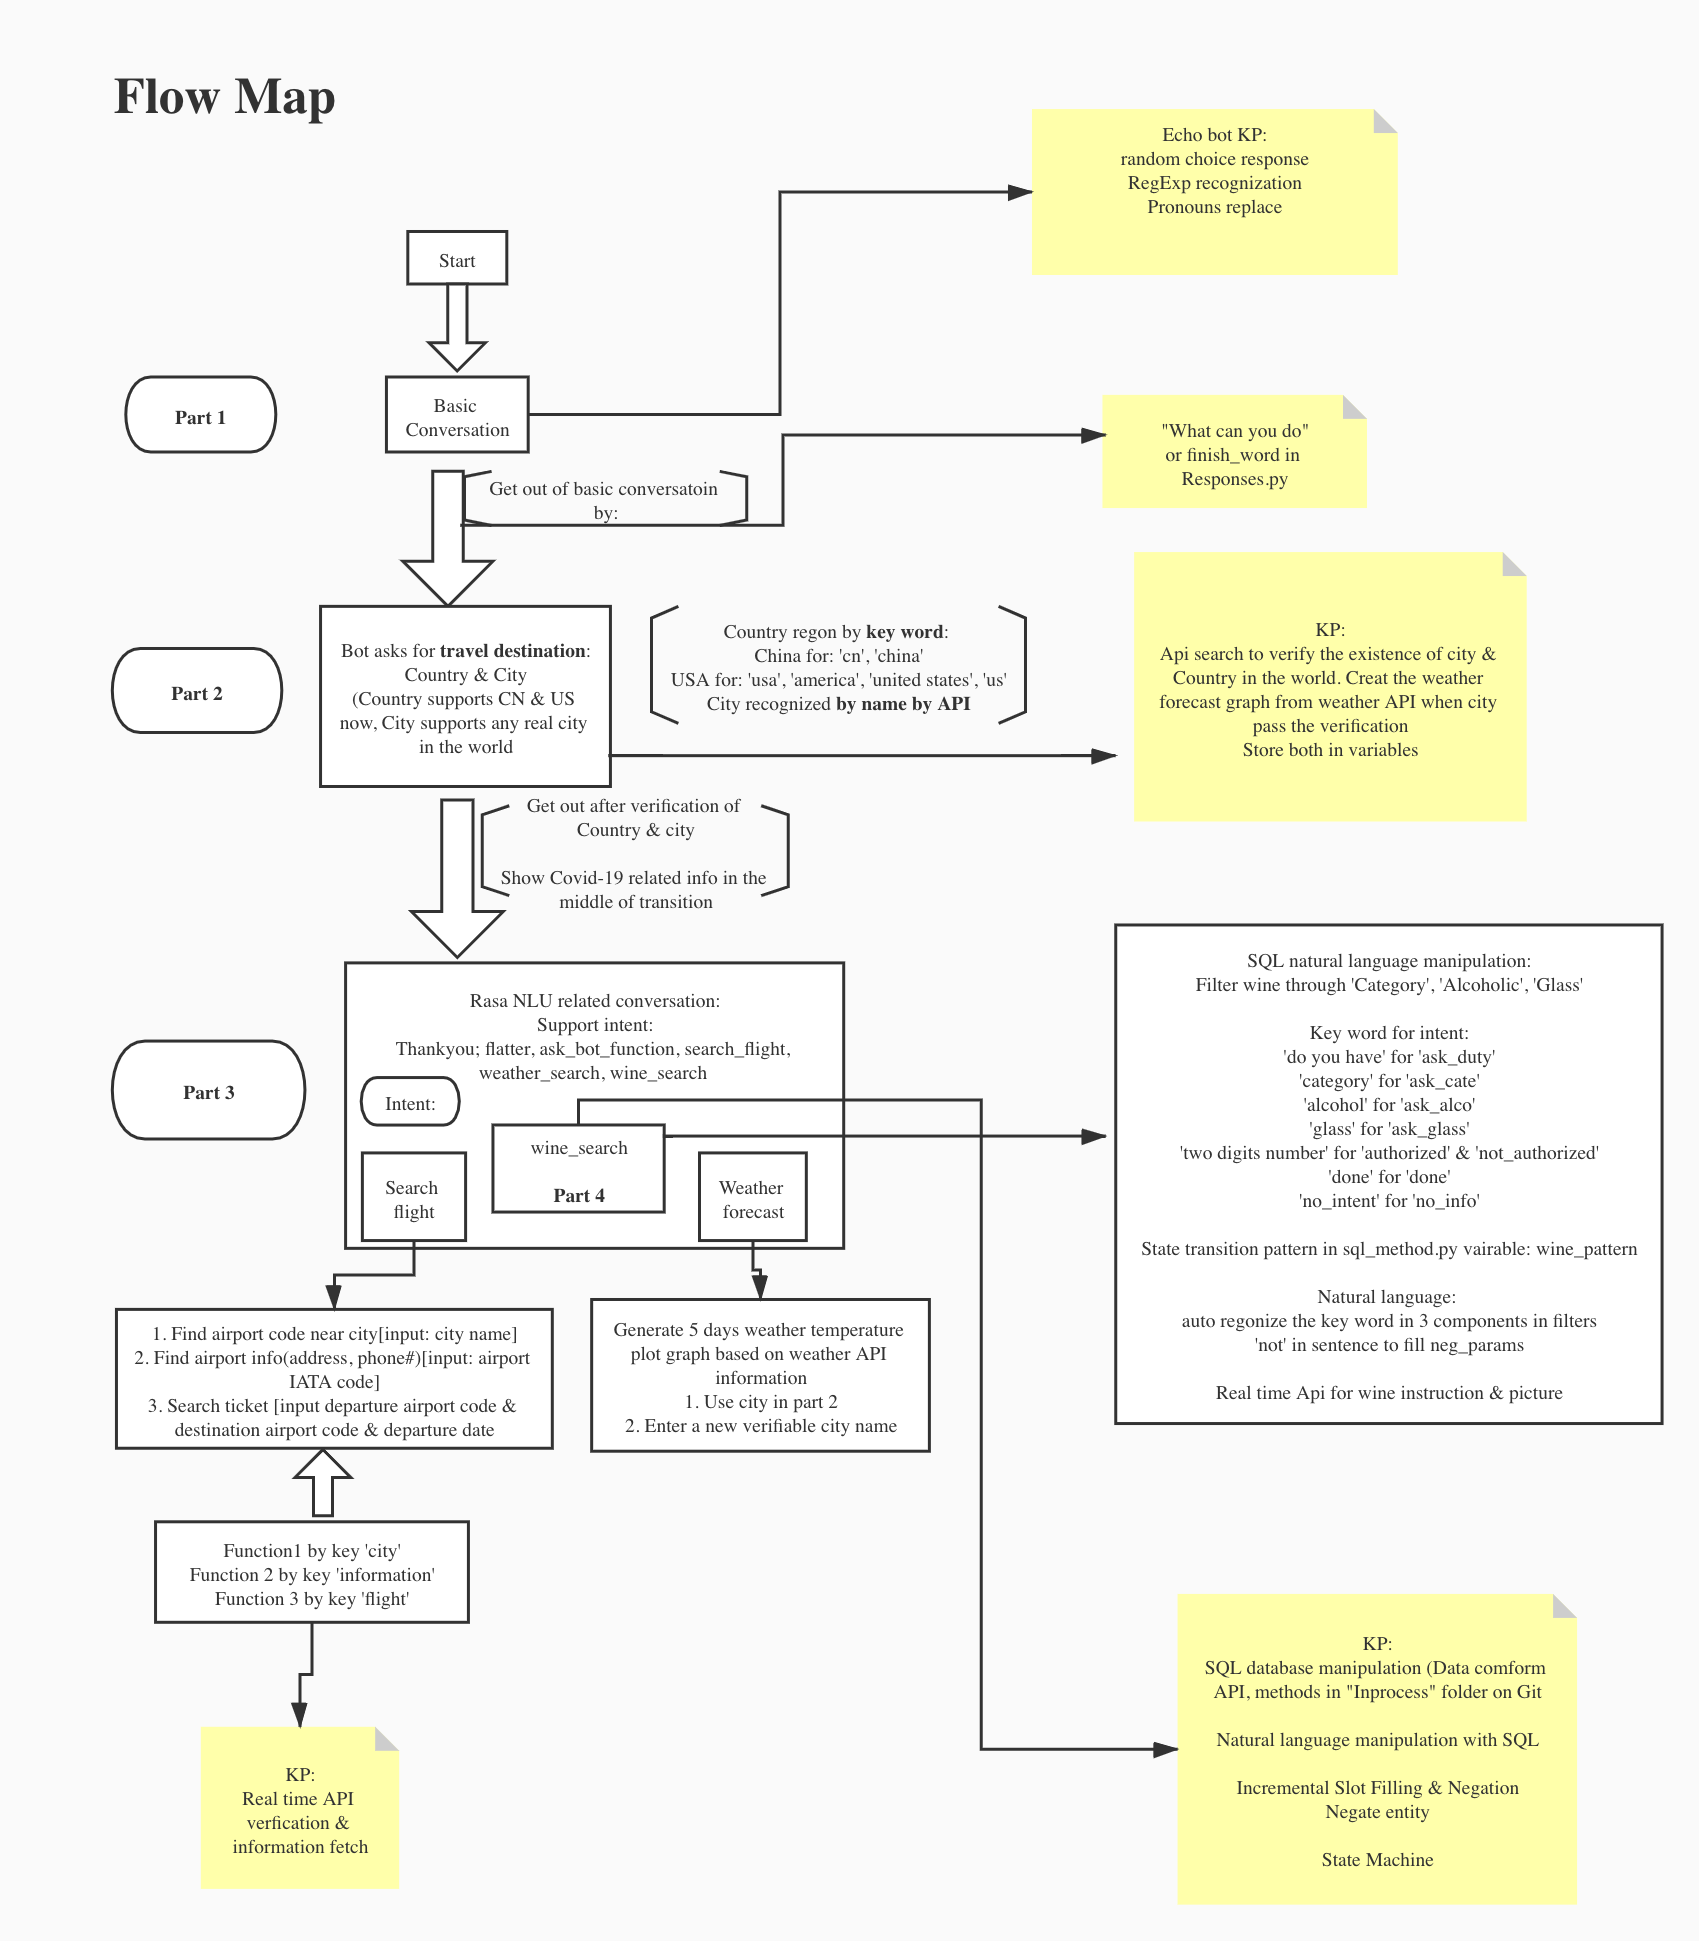 Flow Map
Echo bot KP:
random choice response
RegExp recognization
Pronouns replace
Start
Part 1
Basic
Conversation
"What can you do"
or finish_word in
Responses.py
Get out of basic conversatoin
by:
Part 2
Bot asks for travel destination:
Country & City
(Country supports CN & US
now, City supports any real city
in the world
Country regon by key word:
China for: 'cn', 'china'
USA for: 'usa', 'america', 'united states', 'us'
City recognized by name by API
KP:
Api search to verify the existence of city &
Country in the world. Creat the weather
forecast graph from weather API when city
pass the verification
Store both in variables
Get out after verification of
Country & city
Show Covid-19 related info in the
middle of transition
Part 3
Rasa NLU related conversation:
Support intent:
Thankyou; flatter, ask_bot_function, search_flight,
weather_search, wine_search
Intent:
Search
flight
wine_search
Part 4
Weather
forecast
SQL natural language manipulation:
Filter wine through 'Category', 'Alcoholic', 'Glass'
Key word for intent:
'do you have' for 'ask_duty'
'category' for 'ask_cate'
'alcohol' for 'ask_alco'
'glass' for 'ask_glass'
'two digits number' for 'authorized' & 'not_authorized'
'done' for 'done'
'no_intent' for 'no_info'
State transition pattern in sql_method.py vairable: wine_pattern
Natural language:
auto regonize the key word in 3 components in filters
'not' in sentence to fill neg_params
Real time Api for wine instruction & picture
1. Find airport code near city[input: city name]
2. Find airport info(address, phone#)[input: airport
IATA code]
3. Search ticket [input departure airport code &
destination airport code & departure date
Generate 5 days weather temperature
plot graph based on weather API
information
1. Use city in part 2
2. Enter a new verifiable city name
Function1 by key 'city'
Function 2 by key 'information'
Function 3 by key 'flight'
KP:
Real time API
verfication &
information fetch
KP:
SQL database manipulation (Data comform
API, methods in "Inprocess" folder on Git
Natural language manipulation with SQL
Incremental Slot Filling & Negation
Negate entity
State Machine